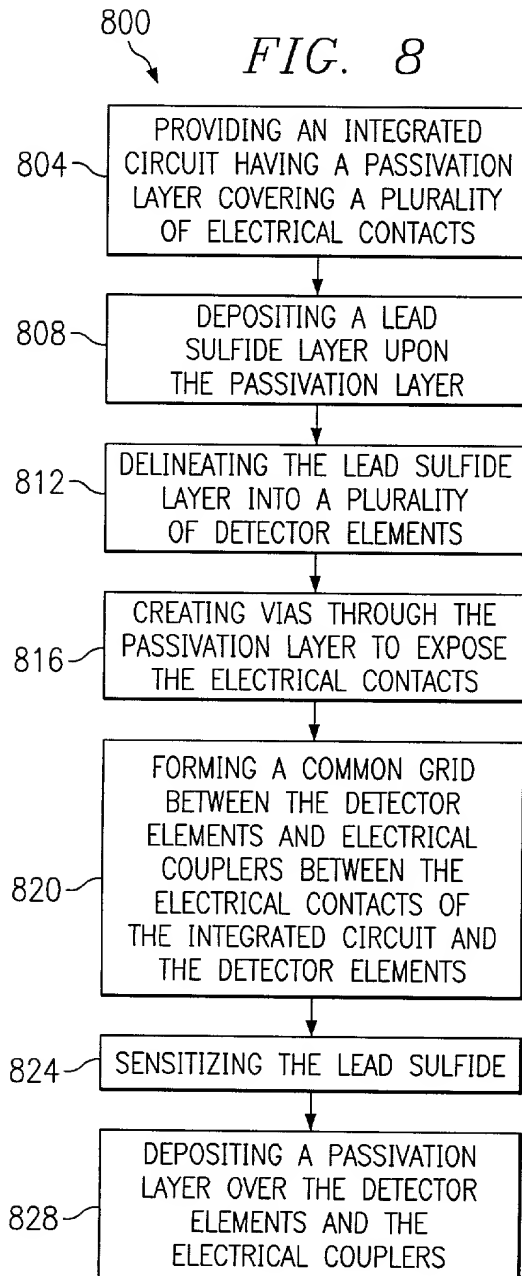 800
FIG. 8
804
PROVIDING AN INTEGRATED
CIRCUIT HAVING A PASSIVATION
LAYER COVERING A PLURALITY
OF ELECTRICAL CONTACTS
808
DEPOSITING A LEAD
SULFIDE LAYER UPON
THE PASSIVATION LAYER
812
DELINEATING THE LEAD SULFIDE
LAYER INTO A PLURALITY
OF DETECTOR ELEMENTS
816
CREATING VIAS THROUGH THE
PASSIVATION LAYER TO EXPOSE
THE ELECTRICAL CONTACTS
820
FORMING A COMMON GRID
BETWEEN THE DETECTOR
ELEMENTS AND ELECTRICAL
COUPLERS BETWEEN THE
ELECTRICAL CONTACTS OF
THE INTEGRATED CIRCUIT AND
THE DETECTOR ELEMENTS
824
SENSITIZING THE LEAD SULFIDE
828
DEPOSITING A PASSIVATION
LAYER OVER THE DETECTOR
ELEMENTS AND THE
ELECTRICAL COUPLERS